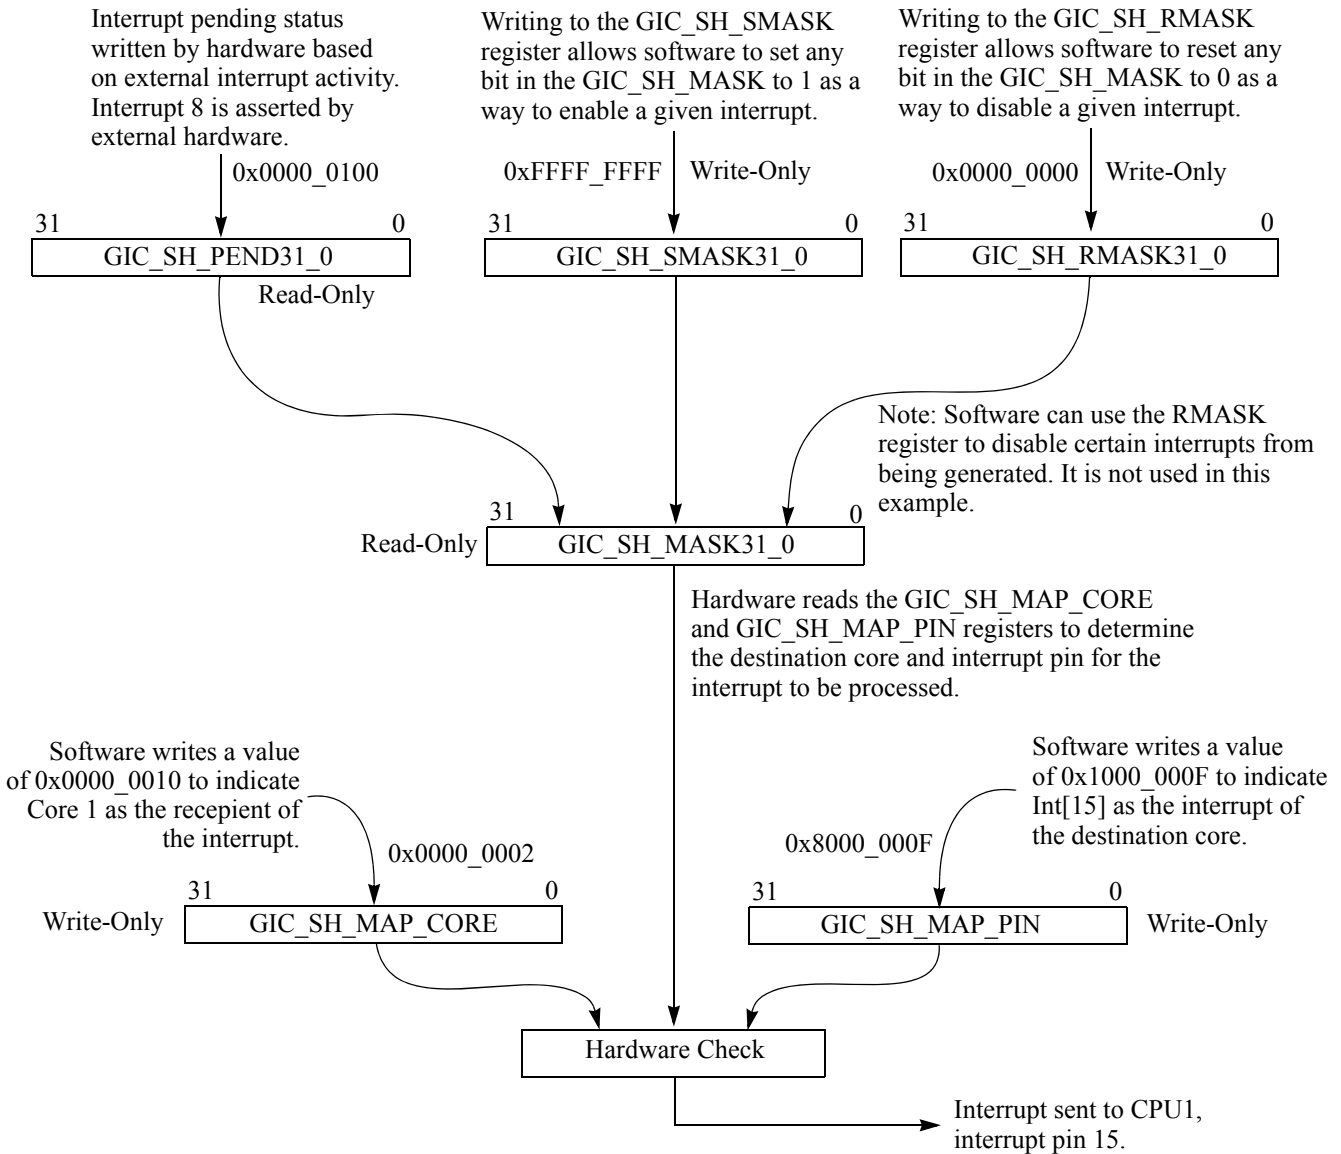 Interrupt pending status
written by hardware based
on external interrupt activity.
Interrupt 8 is asserted by
external hardware.
Writing to the GIC_SH_SMASK
register allows software to set any
bit in the GIC_SH_MASK to 1 as a
way to enable a given interrupt.
Writing to the GIC_SH_RMASK
register allows software to reset any
bit in the GIC_SH_MASK to 0 as a
way to disable a given interrupt.
0x0000_0100
0xFFFF_FFFF
Write-Only
0x0000_0000
Write-Only
31 0
GIC_SH_PEND31_0
Read-Only
31 0
GIC_SH_SMASK31_0
31 0
GIC_SH_RMASK31_0
Note: Software can use the RMASK
register to disable certain interrupts from
being generated. It is not used in this
example.
31 0
Read-Only
GIC_SH_MASK31_0
Hardware reads the GIC_SH_MAP_CORE
and GIC_SH_MAP_PIN registers to determine
the destination core and interrupt pin for the
interrupt to be processed.
Software writes a value
of 0x0000_0010 to indicate
Core 1 as the recepient of
the interrupt.
0x0000_0002
Software writes a value
of 0x1000_000F to indicate
Int[15] as the interrupt of
the destination core.
0x8000_000F
31 0
Write-Only
GIC_SH_MAP_CORE
31 0
GIC_SH_MAP_PIN
Write-Only
Hardware Check
Interrupt sent to CPU1,
interrupt pin 15.